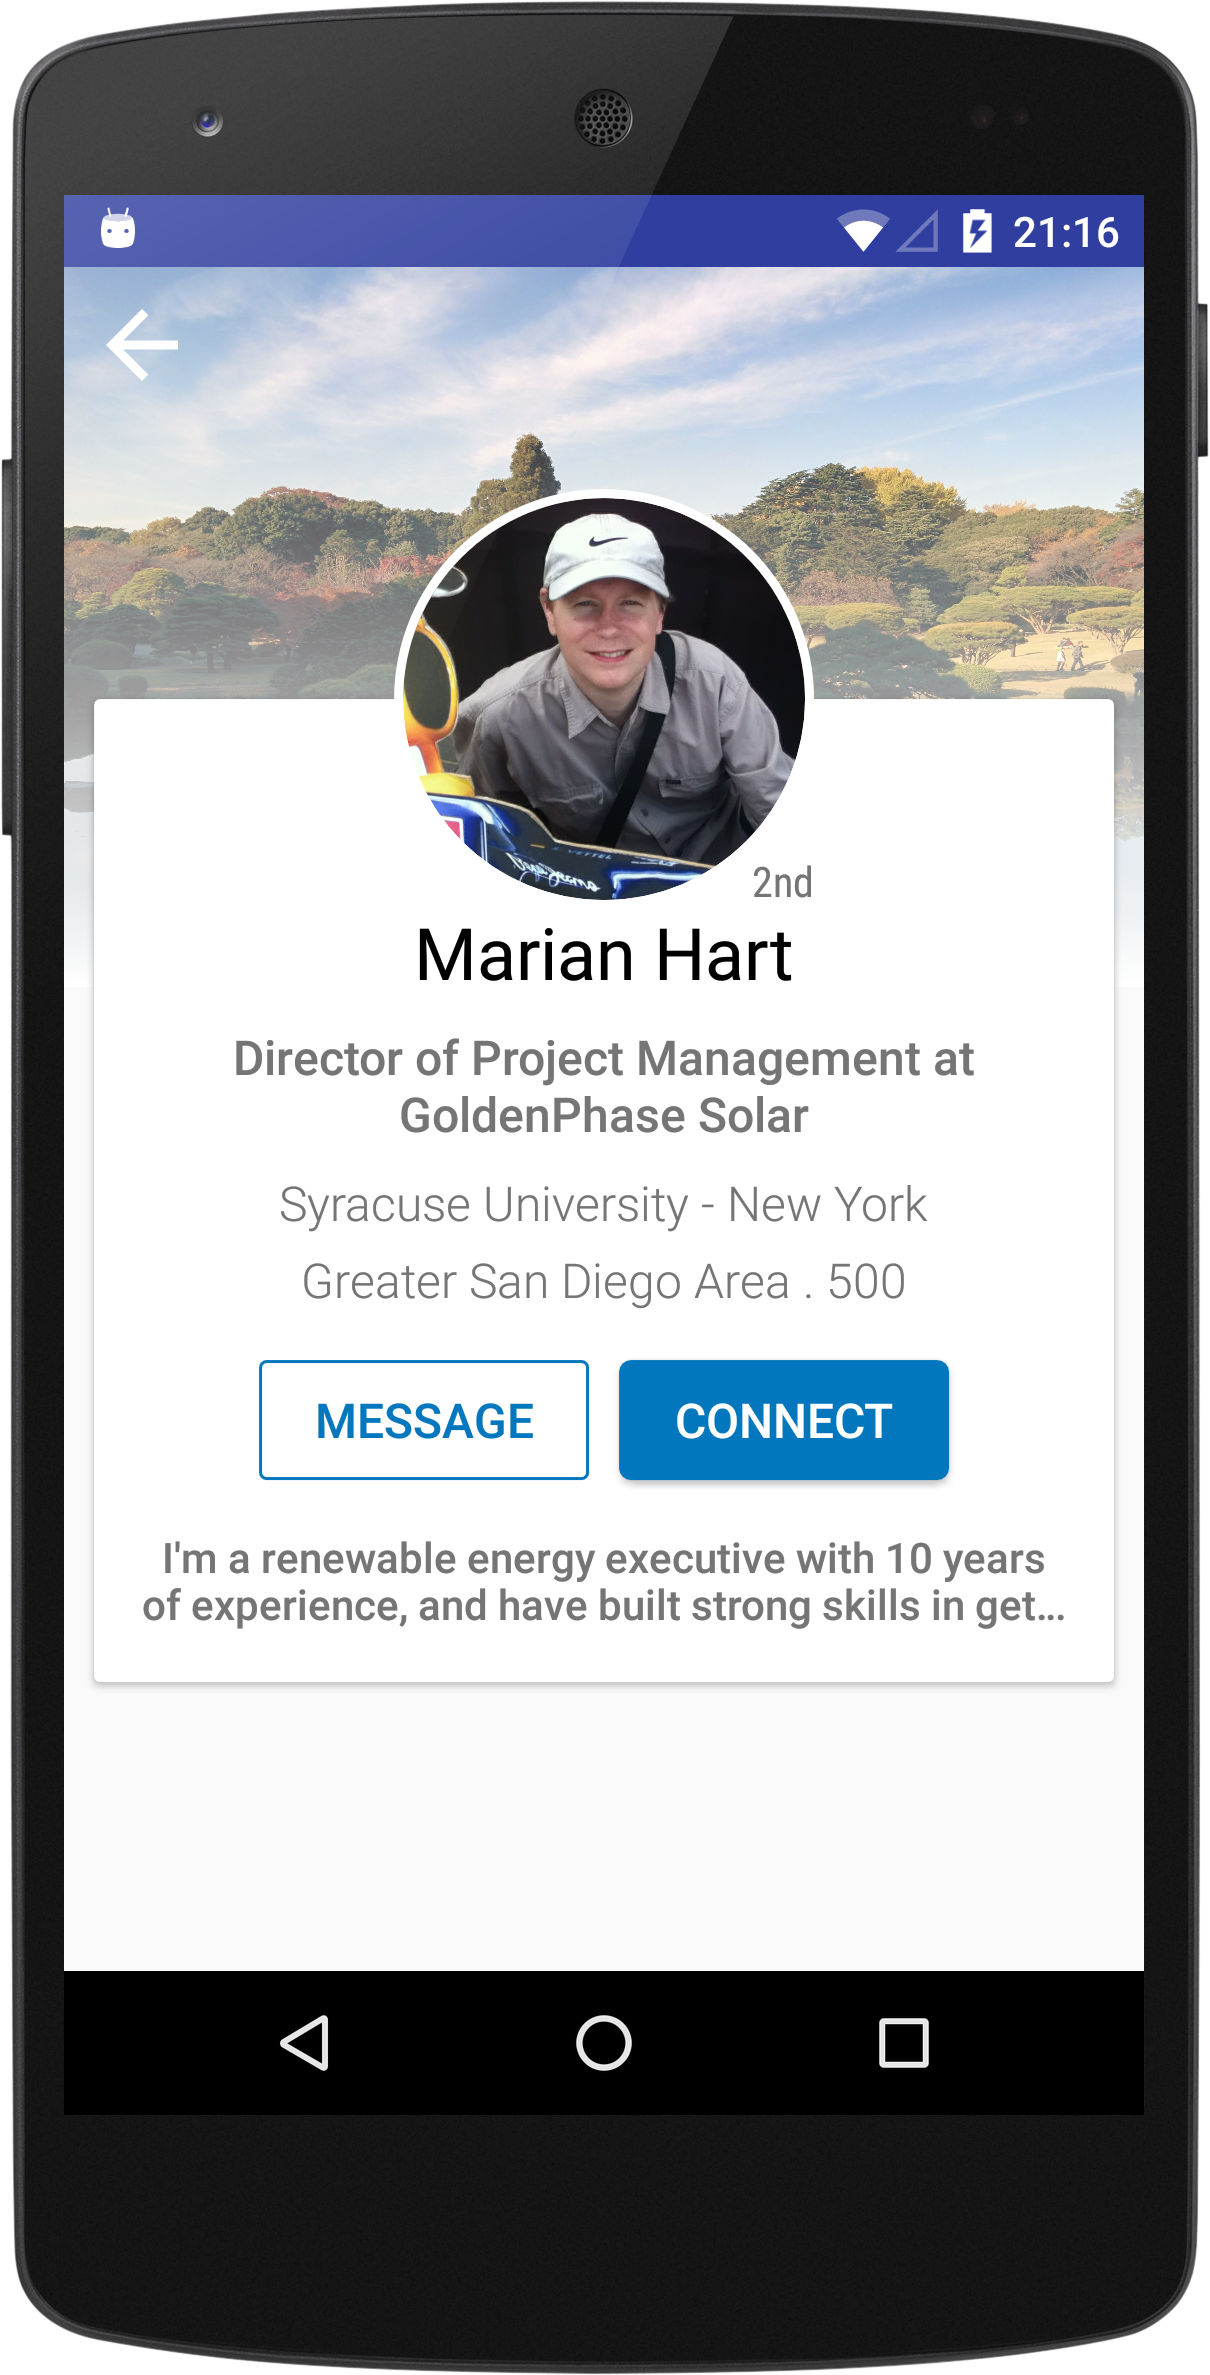 21:16
VETTEL
2nd
Marian Hart
Director of Project Management at
GoldenPhase Solar
Syracuse University - New York
Greater San Diego Area . 500
MESSAGE
CONNECT
I'm a renewable energy executive with 10 years
of experience, and have built strong skills in get...